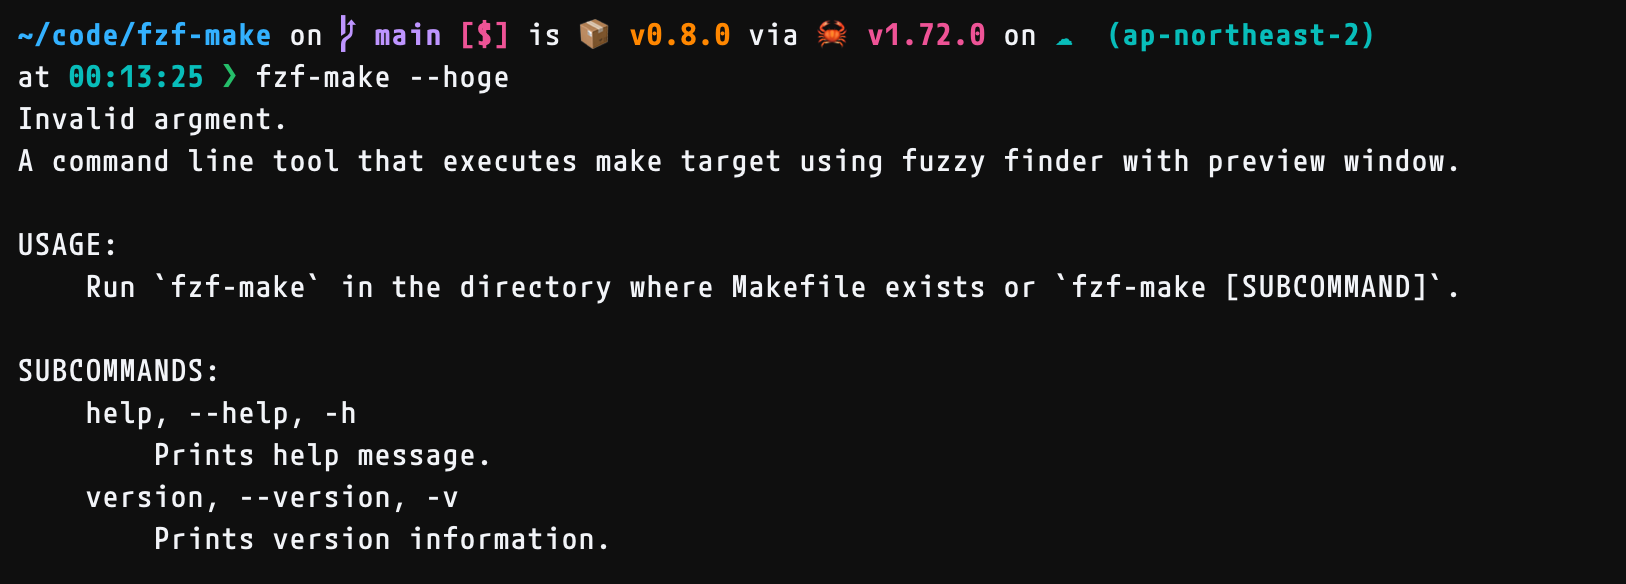 ~/code/fzf-make on main [$] is 📦 v0.8.0 via 🦀 v1.72.0 on ☁ (ap-northeast-2)
at 00:13:25 ❯ fzf-make --hoge
Invalid argment.
A command line tool that executes make target using fuzzy finder with preview window.
USAGE:
Run `fzf-make` in the directory where Makefile exists or `fzf-make [SUBCOMMAND]`.
SUBCOMMANDS:
help, --help, -h
Prints help message.
version, --version, -v
Prints version information.